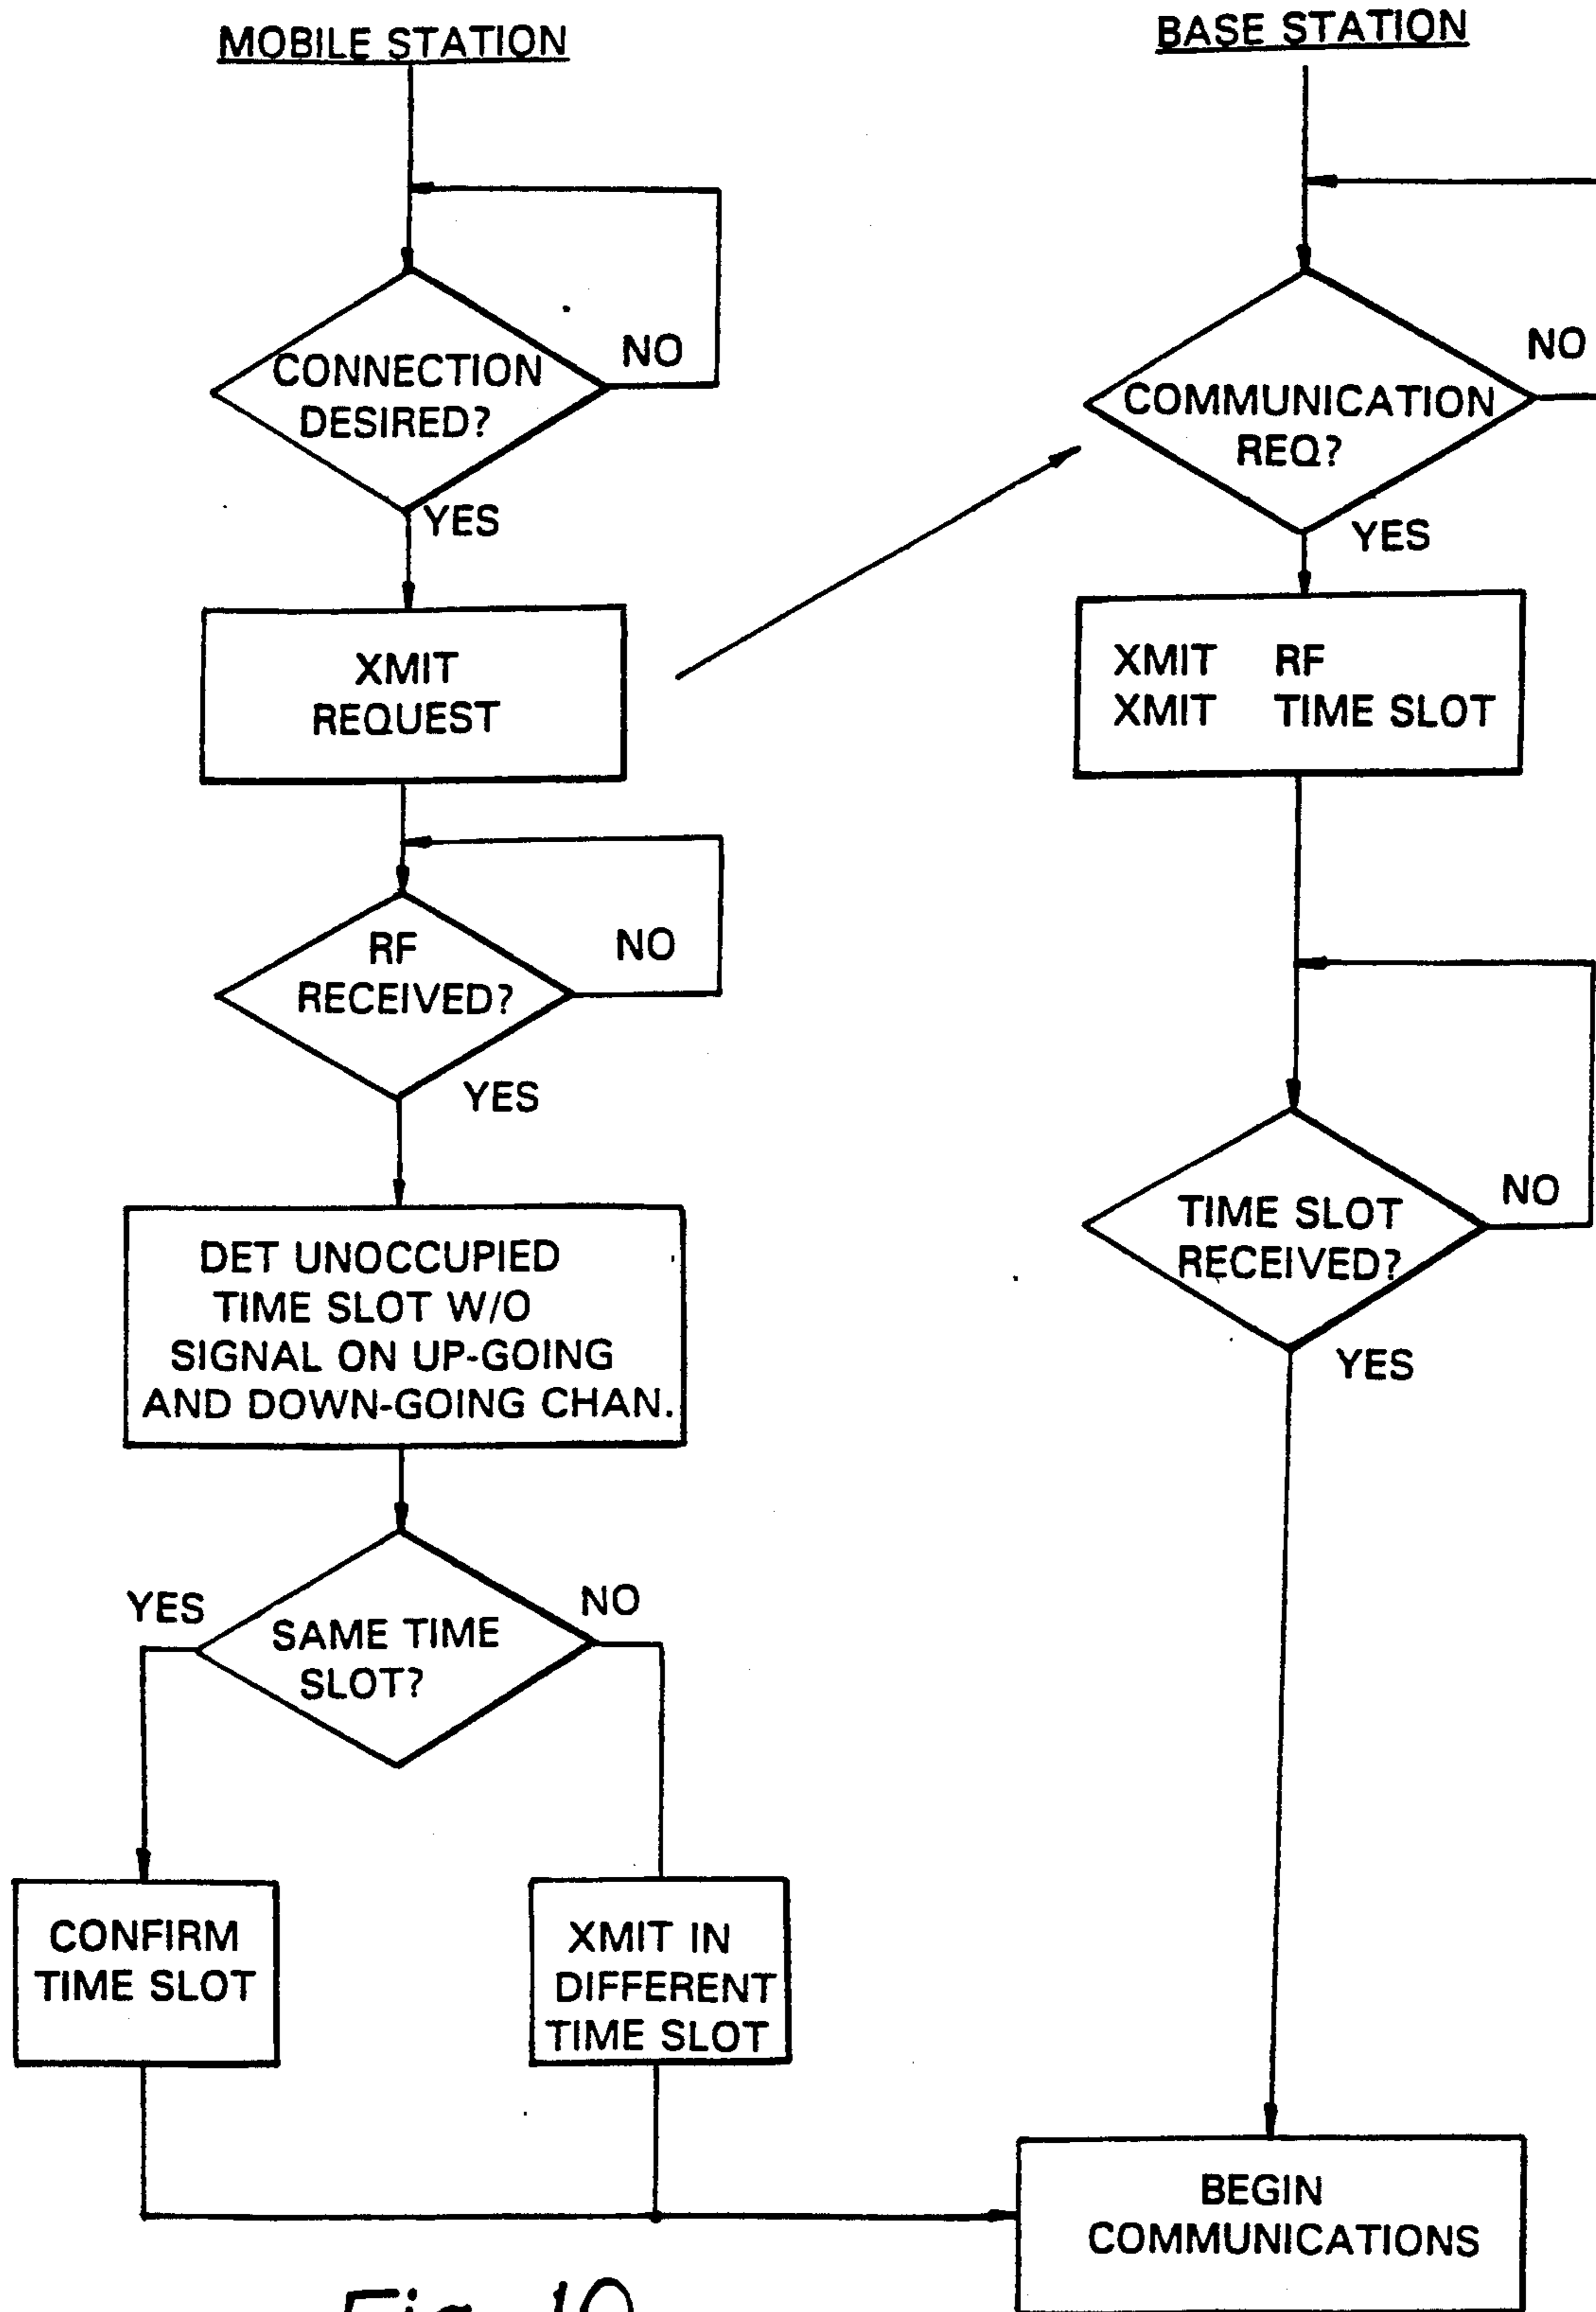 MOBILE STATION
CONNECTION
DESIRED?
NO
YES
XMIT
REQUEST
RF
RECEIVED?
NO
YES
DET UNOCCUPIED
TIME SLOT W/O
SIGNAL ON UP-GOING
AND DOWN-GOING CHAN.
SAME TIME
SLOT?
YES
NO
CONFIRM
TIME SLOT
XMIT IN
DIFFERENT
TIME SLOT
BASE STATION
COMMUNICATION
REQ?
NO
YES
XMIT RF
XMIT TIME SLOT
TIME SLOT
RECEIVED?
NO
YES
BEGIN
COMMUNICATIONS
Fig. 10